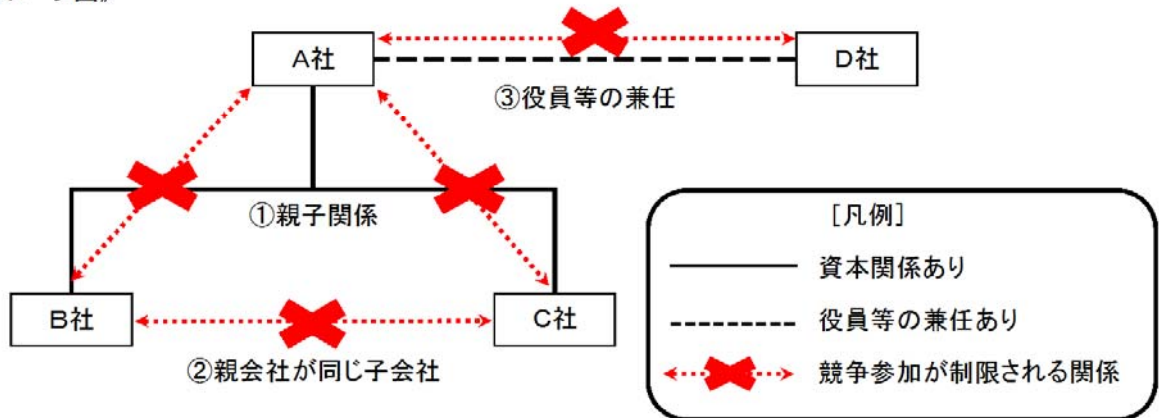 A社
D社
③役員等の兼任
①親子関係
B社
C社
②親会社が同じ子会社
[凡例]
資本関係あり
役員等の兼任あり
競争参加が制限される関係